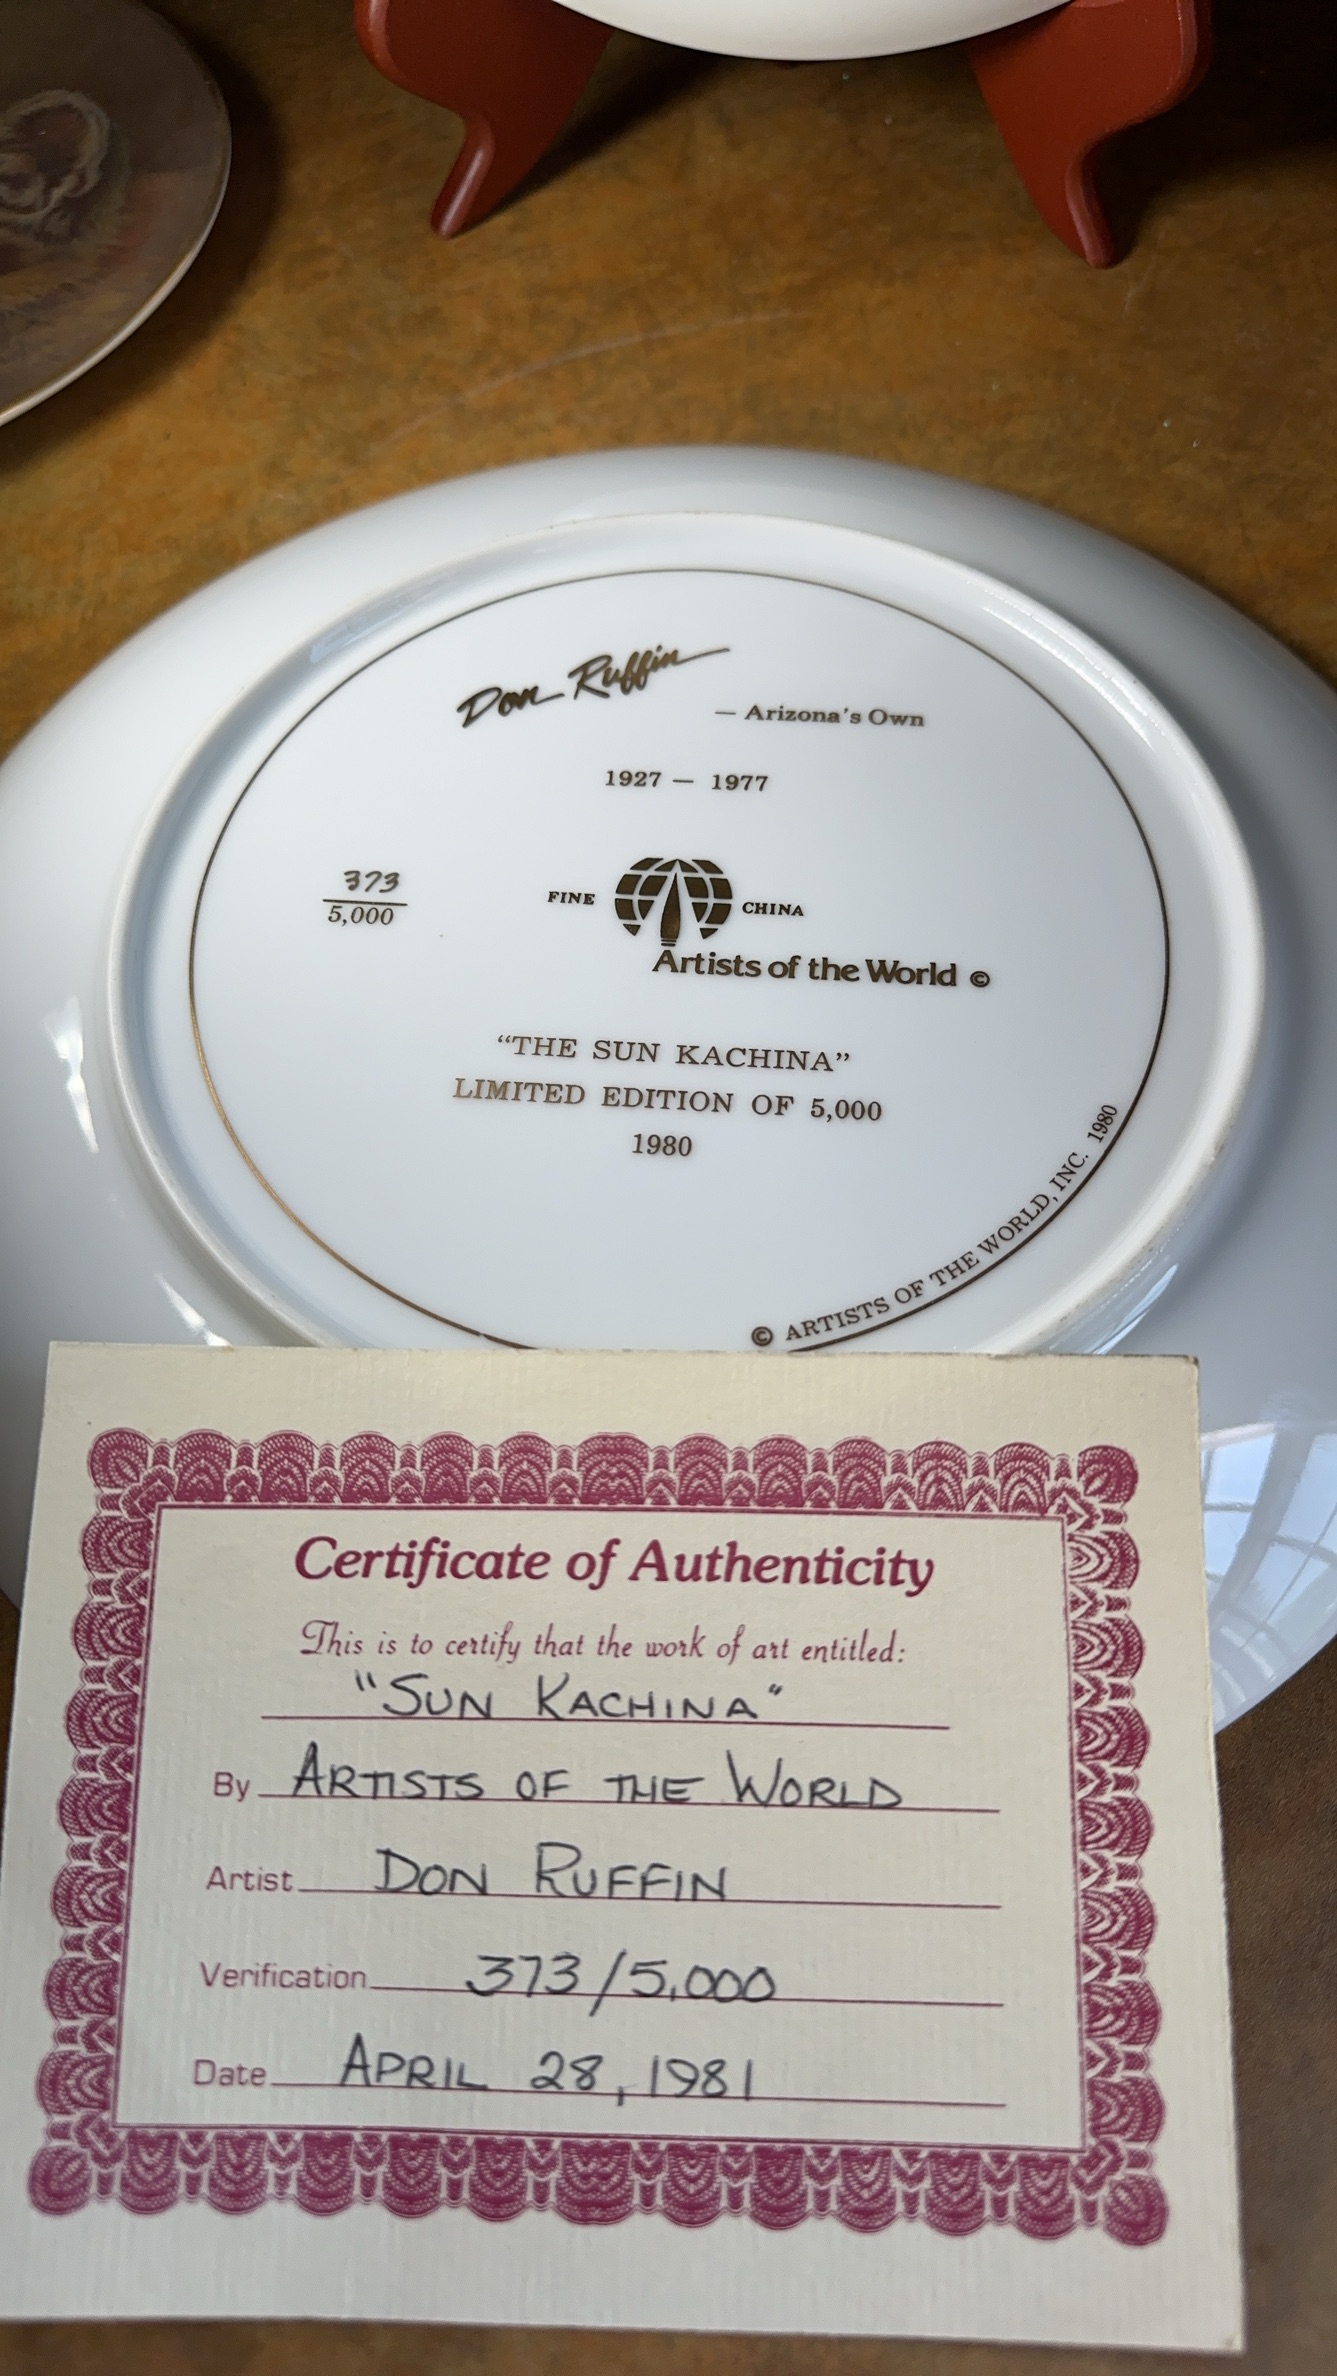 Don Ruffin
— Arizona's Own
1927 — 1977
373
5,000
FINE CHINA
Artists of the World ©
“THE SUN KACHINA”
LIMITED EDITION OF 5,000
1980
© ARTISTS OF THE WORLD, INC. 1980
Certificate of Authenticity
This is to certify that the work of art entitled:
"SUN KACHINA"
By ARTISTS OF THE WORLD
Artist DON RUFFIN
Verification 373/5,000
Date APRIL 28, 1981